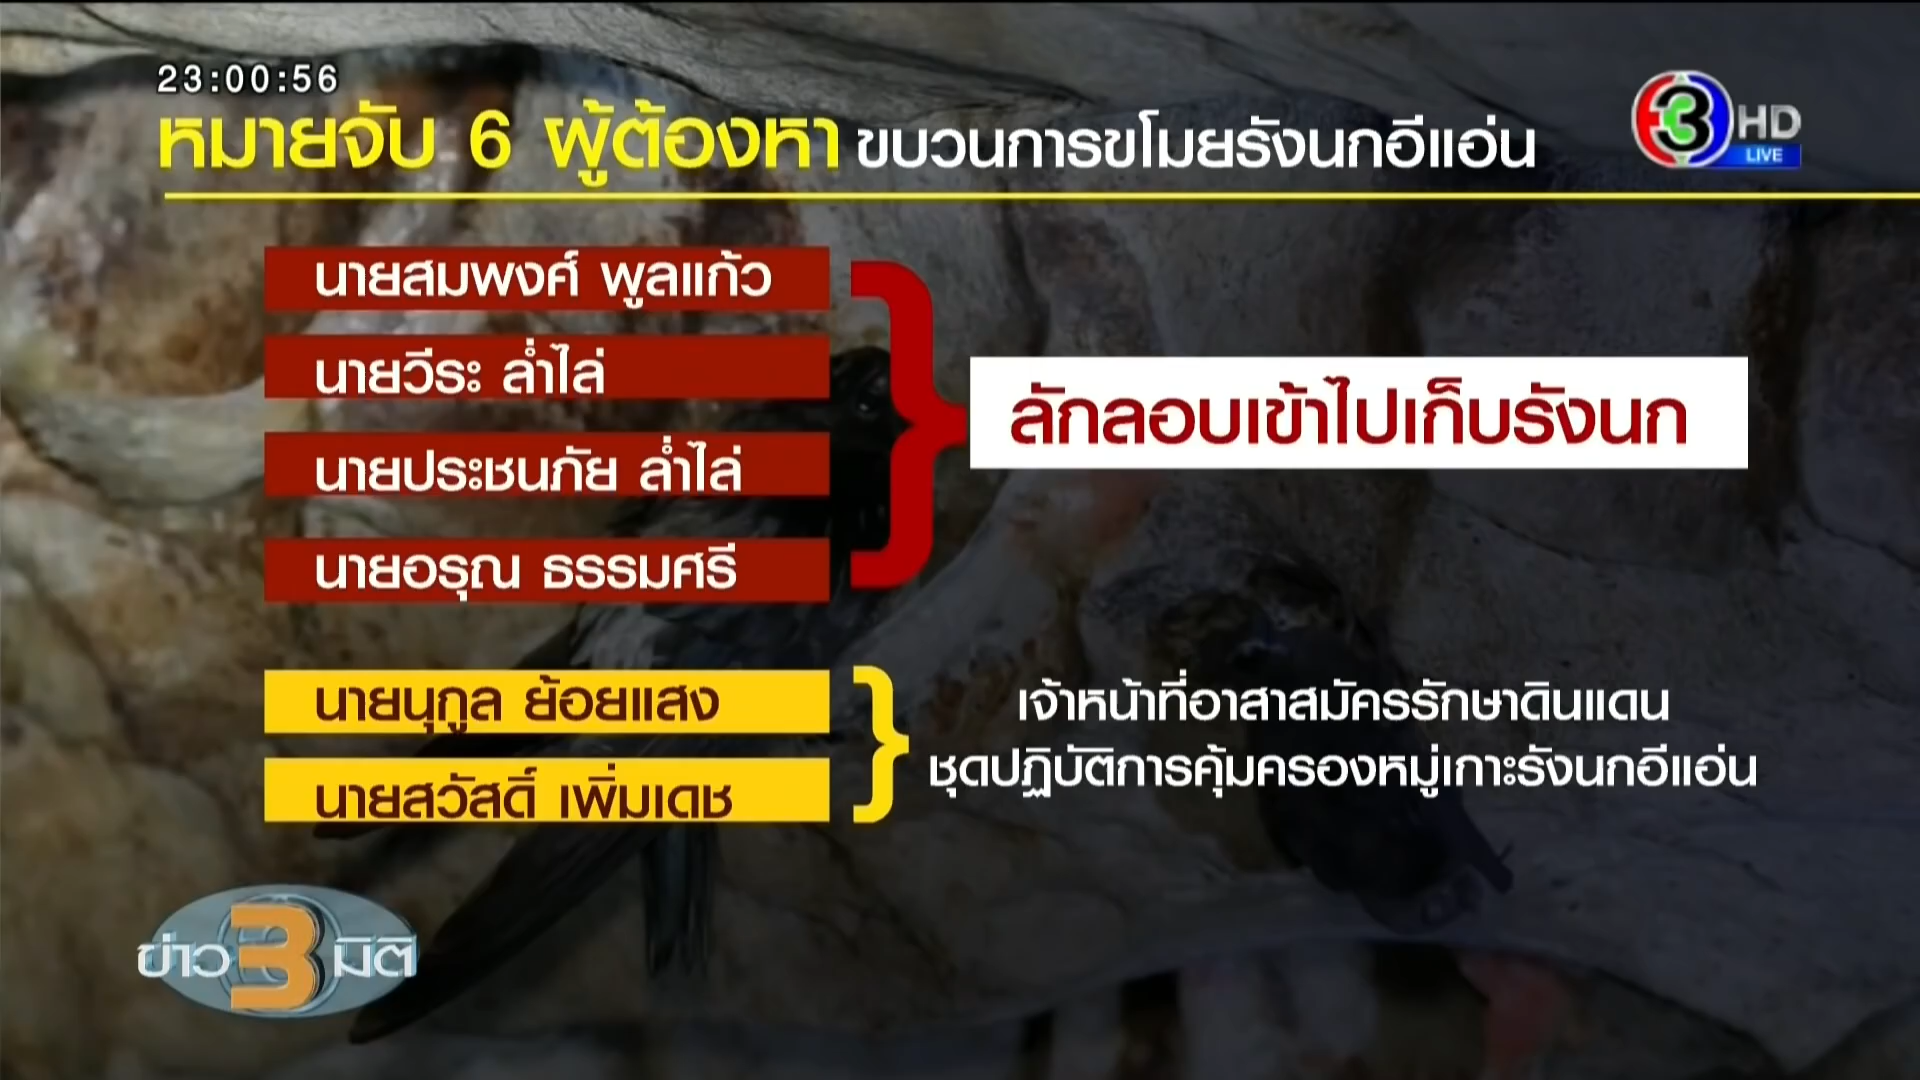 23:00:56
หมายจับ 6 ผู้ต้องหา ขบวนการขโมยรังนกอีแอ่น
3 HD
LIVE
นายสมพงศ์ พูลแก้ว
นายวีระ ล่ำไล่
นายประชนภัย ล่ำไล่
นายอรุณ ธรรมศรี
ลักลอบเข้าไปเก็บรังนก
นายนุกูล ย้อยแสง
นายสวัสดิ์ เพิ่มเดช
เจ้าหน้าที่อาสาสมัครรักษาดินแดน
ชุดปฏิบัติการคุ้มครองหมู่เกาะรังนกอีแอ่น
ข่าว 3 มิติ